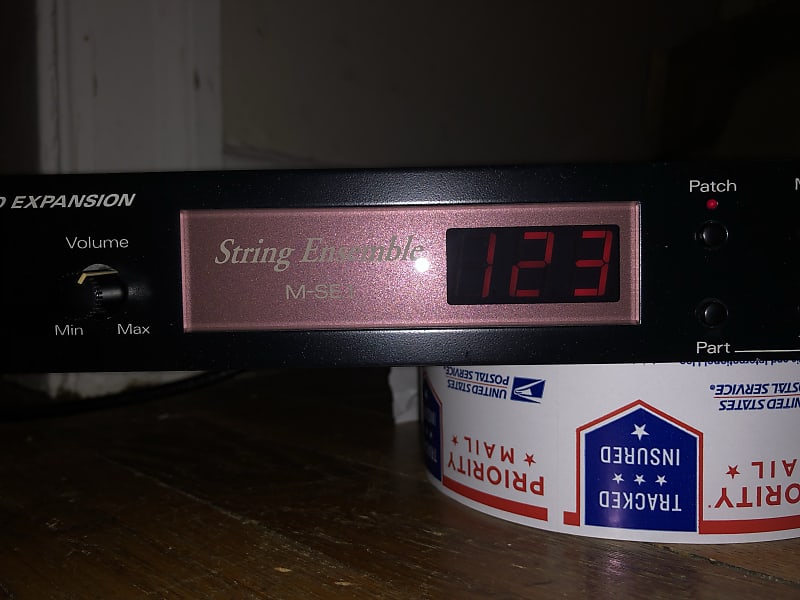 EXPANSION
Volume
Min Max
String Ensemble
M-SE1
123
Patch
Part
UNITED STATES
POSTAL SERVICE®
PRIORITY
★ MAIL ★
TRACKED
★ ★ ★
INSURED
★
UNITED STATES
POSTAL SERVICE®
PRIORITY
MAIL ★